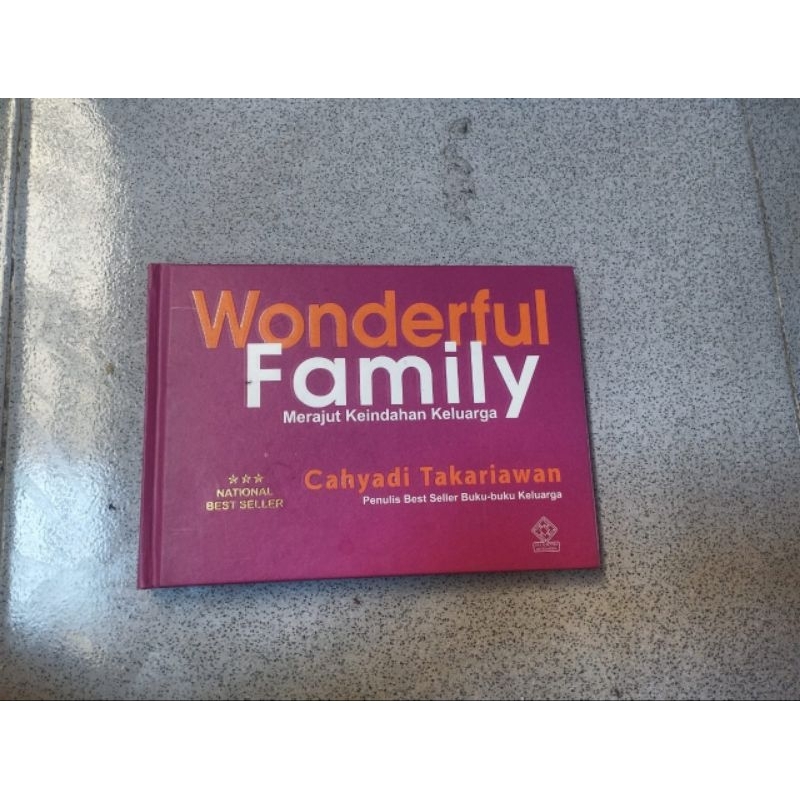 Wonderful
Family
Merajut Keindahan Keluarga
Cahyadi Takariawan
Penulis Best Seller Buku-buku Keluarga
NATIONAL
BEST SELLER